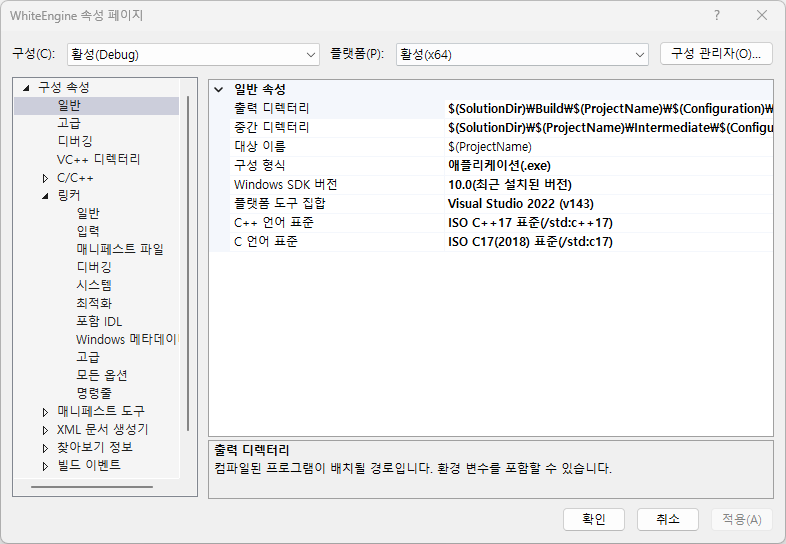 WhiteEngine 속성 페이지
?
구성(C): 활성(Debug) 플랫폼(P): 활성(x64) 구성 관리자(O)...
구성 속성
일반
고급
디버깅
VC++ 디렉터리
C/C++
링커
일반
입력
매니페스트 파일
디버깅
시스템
최적화
포함 IDL
Windows 메타데이
고급
모든 옵션
명령줄
매니페스트 도구
XML 문서 생성기
찾아보기 정보
빌드 이벤트
일반 속성
출력 디렉터리 $(SolutionDir)₩Build₩$(ProjectName)₩$(Configuration)₩
중간 디렉터리 $(SolutionDir)₩$(ProjectName)₩Intermediate₩$(Configu
대상 이름 $(ProjectName)
구성 형식 애플리케이션(.exe)
Windows SDK 버전 10.0(최근 설치된 버전)
플랫폼 도구 집합 Visual Studio 2022 (v143)
C++ 언어 표준 ISO C++17 표준(/std:c++17)
C 언어 표준 ISO C17(2018) 표준(/std:c17)
출력 디렉터리
컴파일된 프로그램이 배치될 경로입니다. 환경 변수를 포함할 수 있습니다.
확인 취소 적용(A)